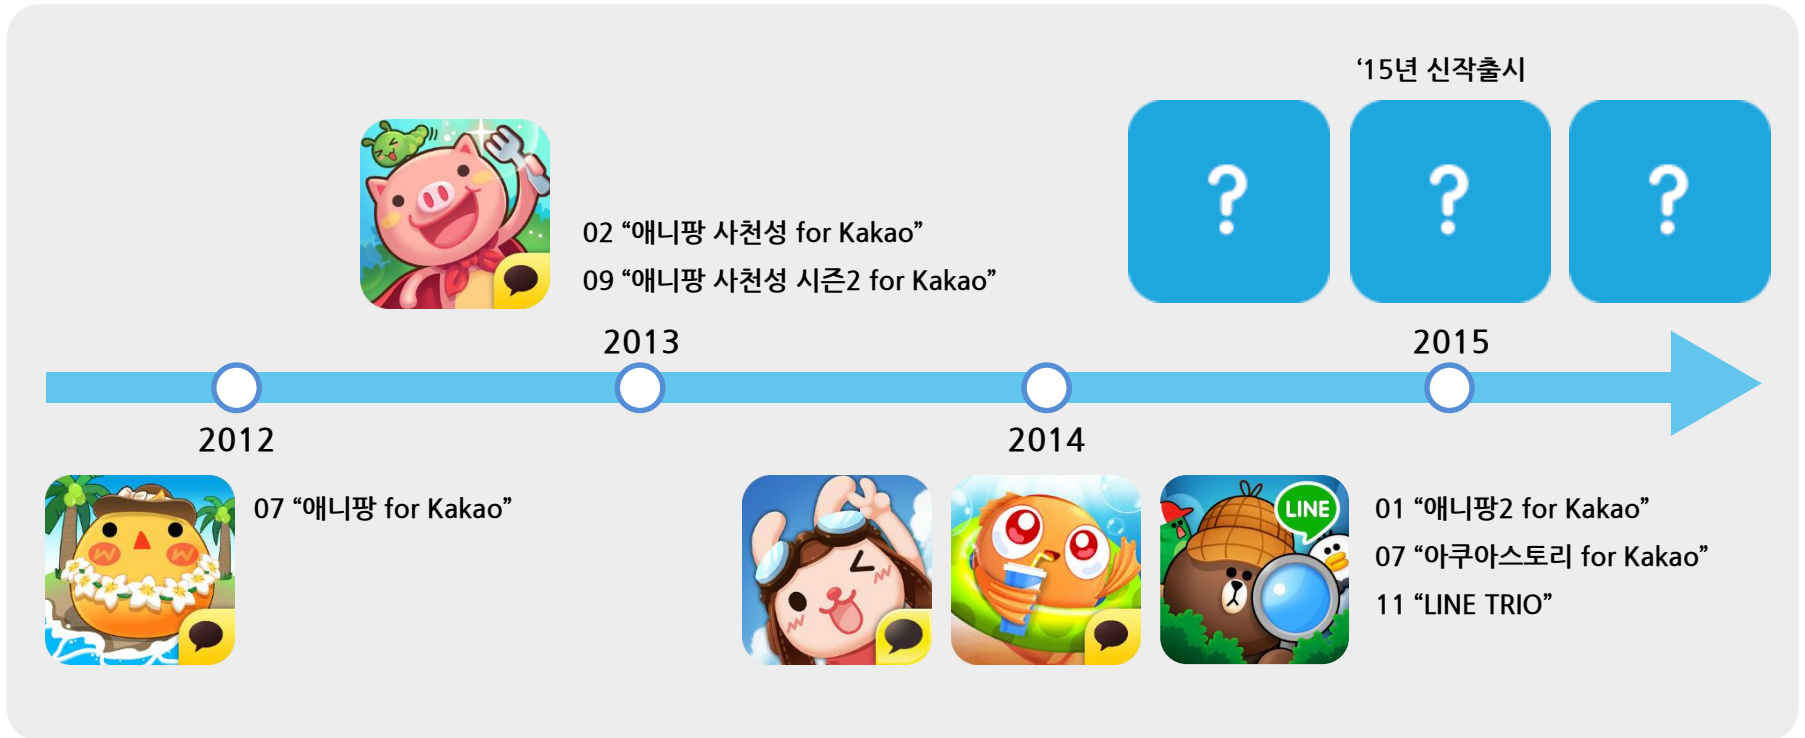 ‘15년 신작출시
?
?
?
02 “애니팡 사천성 for Kakao”
09 “애니팡 사천성 시즌2 for Kakao”
2013
2015
2012
2014
07 “애니팡 for Kakao”
LINE
01 “애니팡2 for Kakao”
07 “아쿠아스토리 for Kakao”
11 “LINE TRIO”